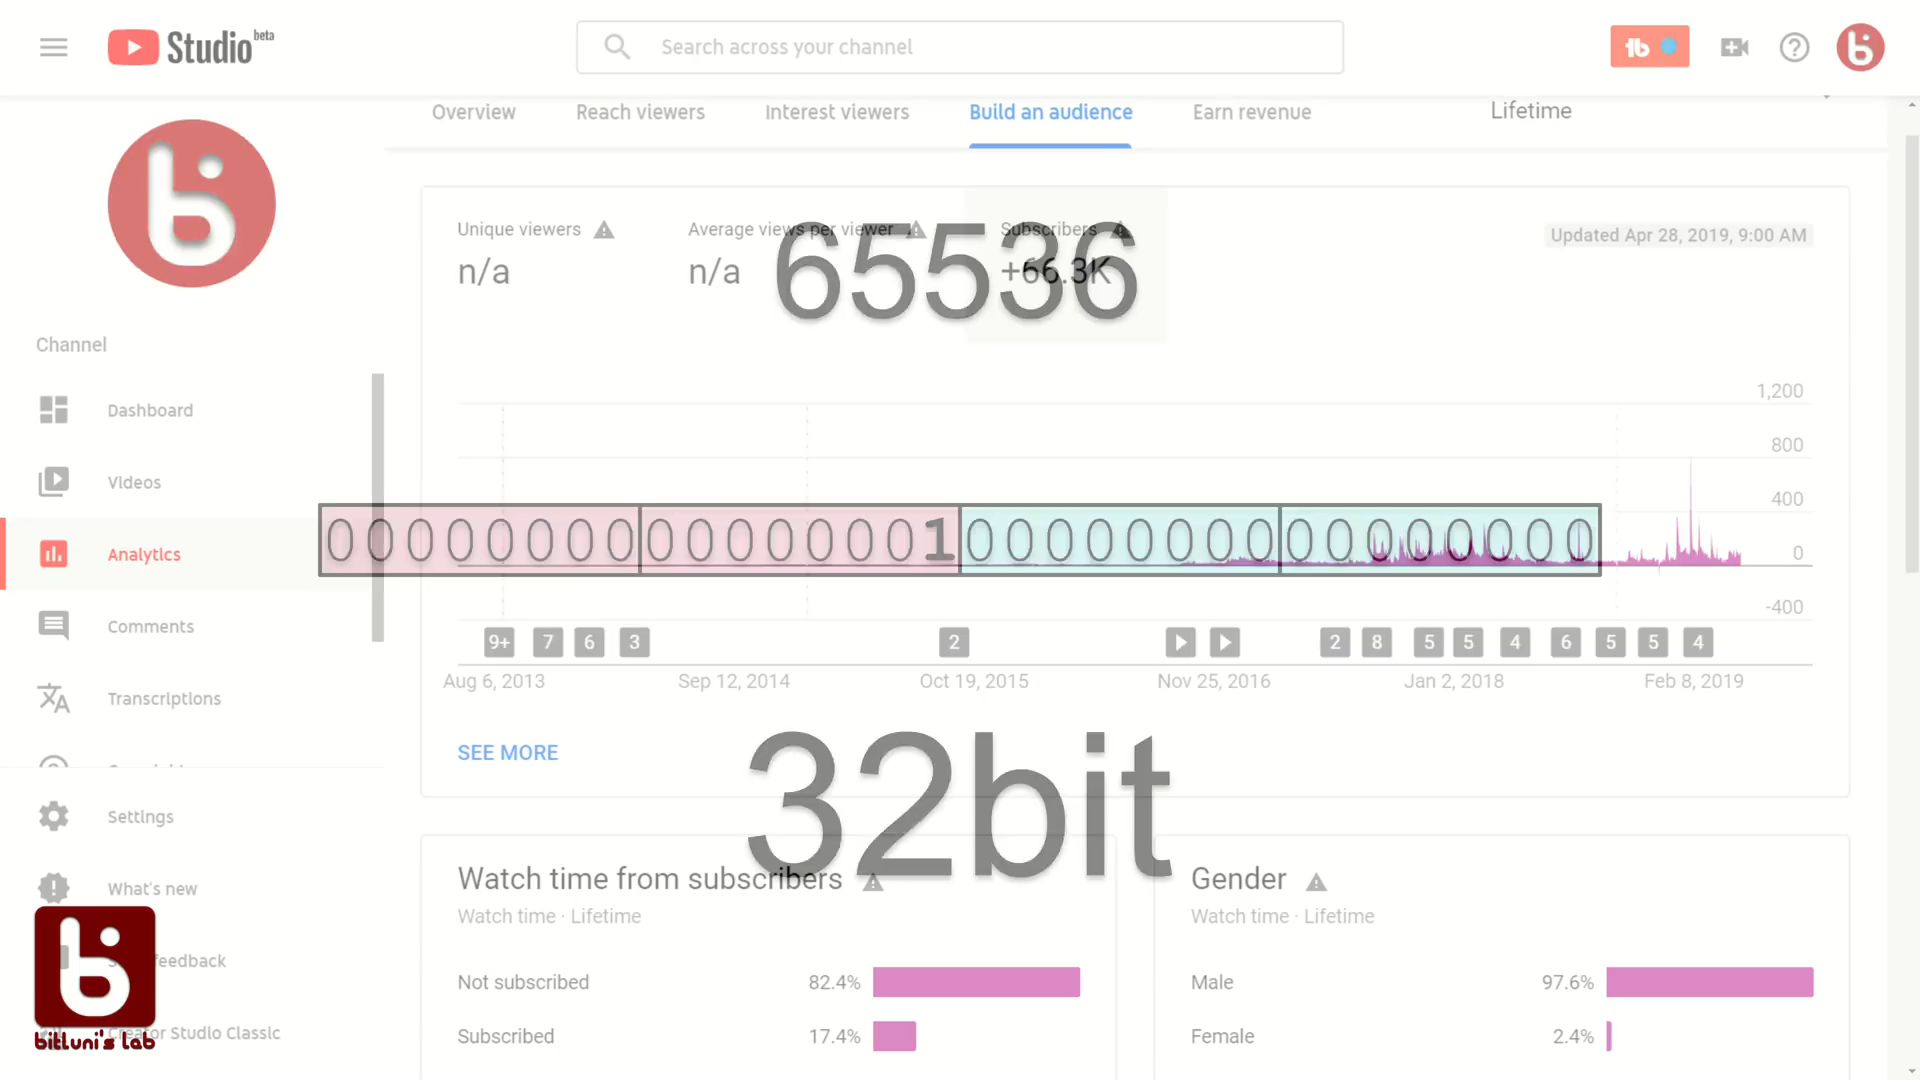 Studio beta
Search across your channel
Overview Reach viewers Interest viewers Build an audience Earn revenue Lifetime
Unique viewers Average views per viewer Subscribers
Updated Apr 28, 2019, 9:00 AM
n/a n/a +66.3K
65536
Channel
Dashboard
Videos
Analytics
Comments
Transcriptions
Settings
What's new
feedback
Creator Studio Classic
bitluni's lab
1,200
800
400
0
-400
00000000 00000001 00000000 00000000
9+ 7 6 3 2 2 8 5 5 4 6 5 5 4
Aug 6, 2013 Sep 12, 2014 Oct 19, 2015 Nov 25, 2016 Jan 2, 2018 Feb 8, 2019
SEE MORE
32bit
Watch time from subscribers
Watch time · Lifetime
Not subscribed 82.4%
Subscribed 17.4%
Gender
Watch time · Lifetime
Male 97.6%
Female 2.4%